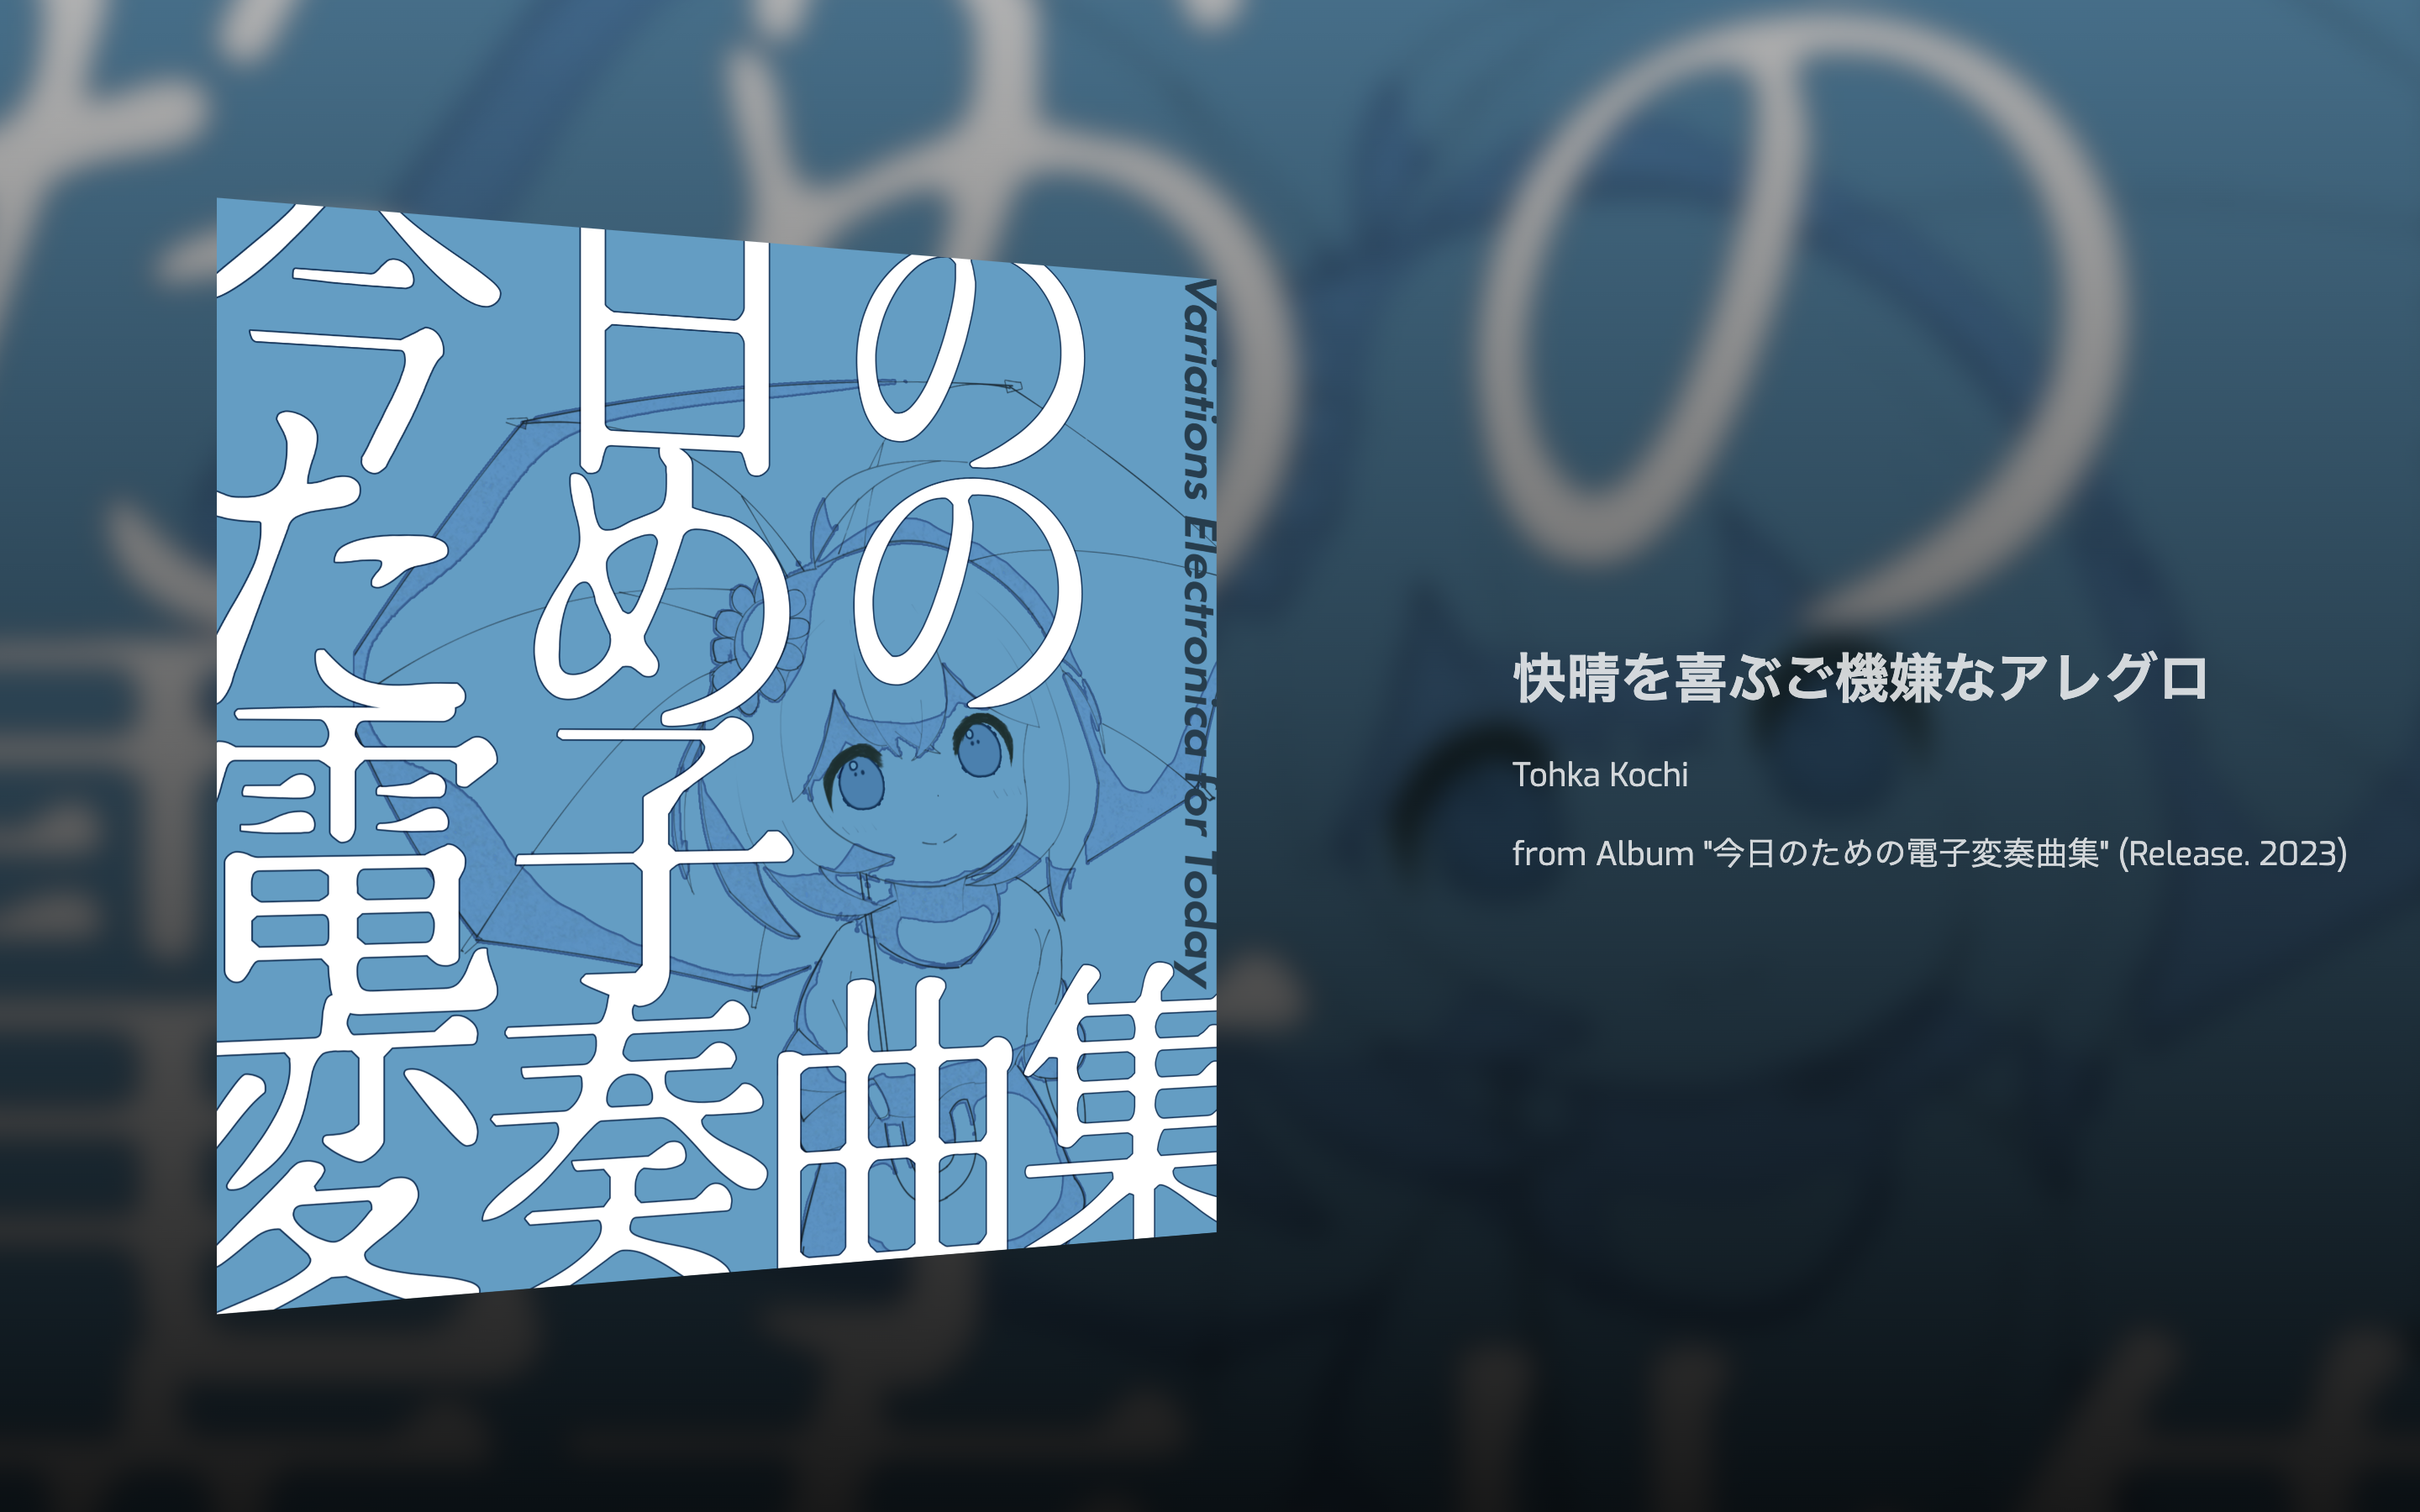 今日の
ための
電子
変奏曲集
Variations Electronica for Today
快晴を喜ぶご機嫌なアレグロ
Tohka Kochi
from Album "今日のための電子変奏曲集" (Release. 2023)